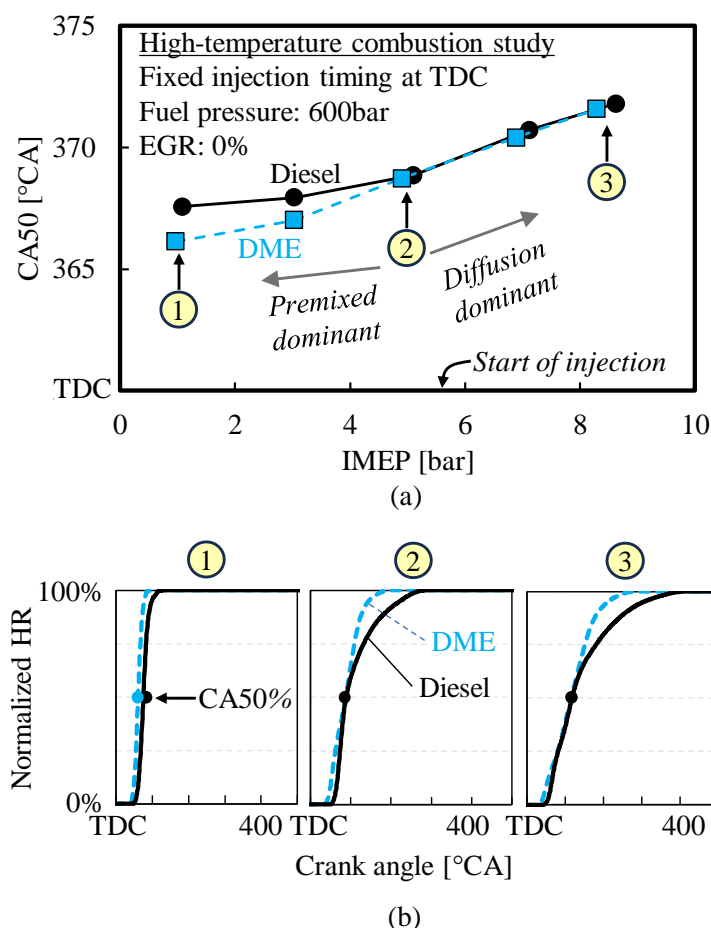 375
High-temperature combustion study
Fixed injection timing at TDC
Fuel pressure: 600bar
EGR: 0%
370
Diesel
CA50 [°CA]
DME
3
2
365
1
Premixed
dominant
Diffusion
dominant
Start of injection
TDC
0 2 4 6 8 10
IMEP [bar]
(a)
1 2 3
100%
DME
Diesel
CA50%
Normalized HR
0%
TDC 400 TDC 400 TDC 400
Crank angle [°CA]
(b)